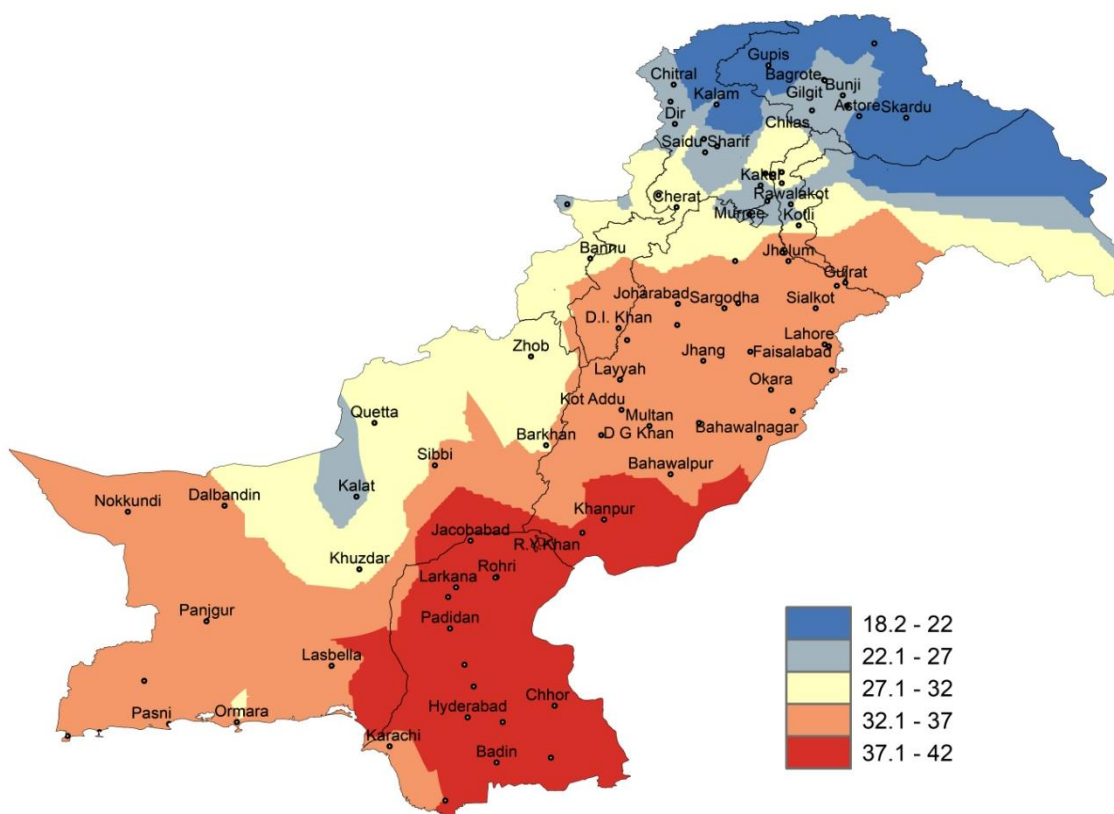 Gupis
Chitral
Bagrote
Bunji
Kalam
Gilgit
Astore
Skardu
Dir
Chilas
Saidu Sharif
Kakul
Cherat
Rawalakot
Murree
Kotli
Bannu
Jhelum
Gujrat
Joharabad
Sargodha
Sialkot
D.I. Khan
Lahore
Zhob
Jhang
Faisalabad
Layyah
Okara
Quetta
Kot Addu
Multan
Barkhan
D G Khan
Bahawalnagar
Sibbi
Bahawalpur
Nokkundi
Dalbandin
Kalat
Khanpur
Jacobabad
R.Y.Khan
Khuzdar
Rohri
Larkana
Panjgur
Padidan
Lasbella
Chhor
Pasni
Ormara
Hyderabad
Karachi
Badin
18.2 - 22
22.1 - 27
27.1 - 32
32.1 - 37
37.1 - 42